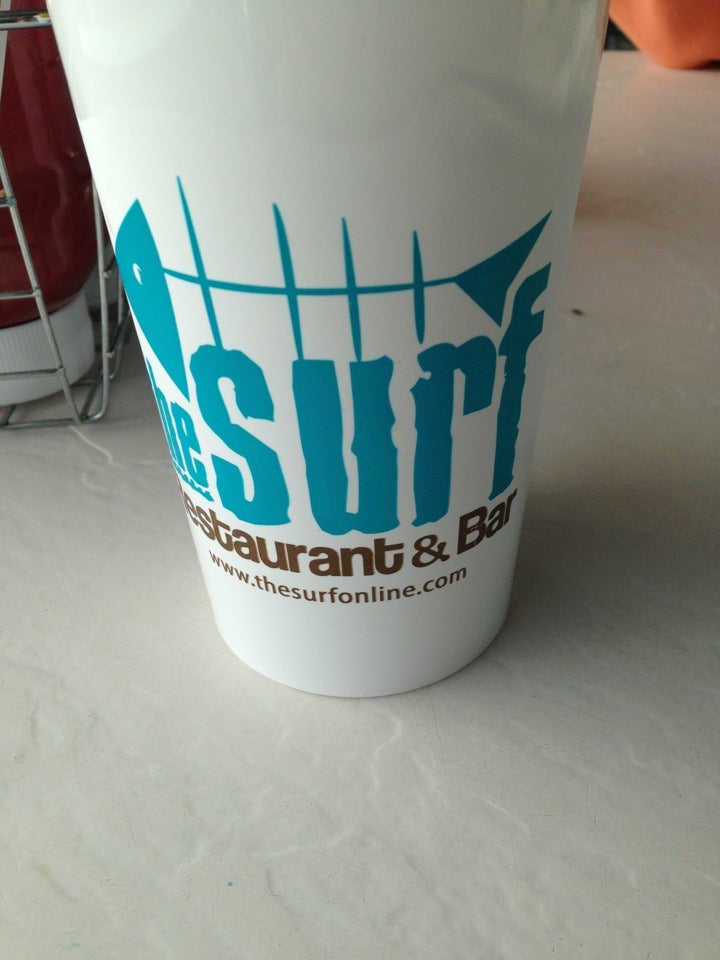 the surf
Restaurant & Bar
www.thesurfonline.com